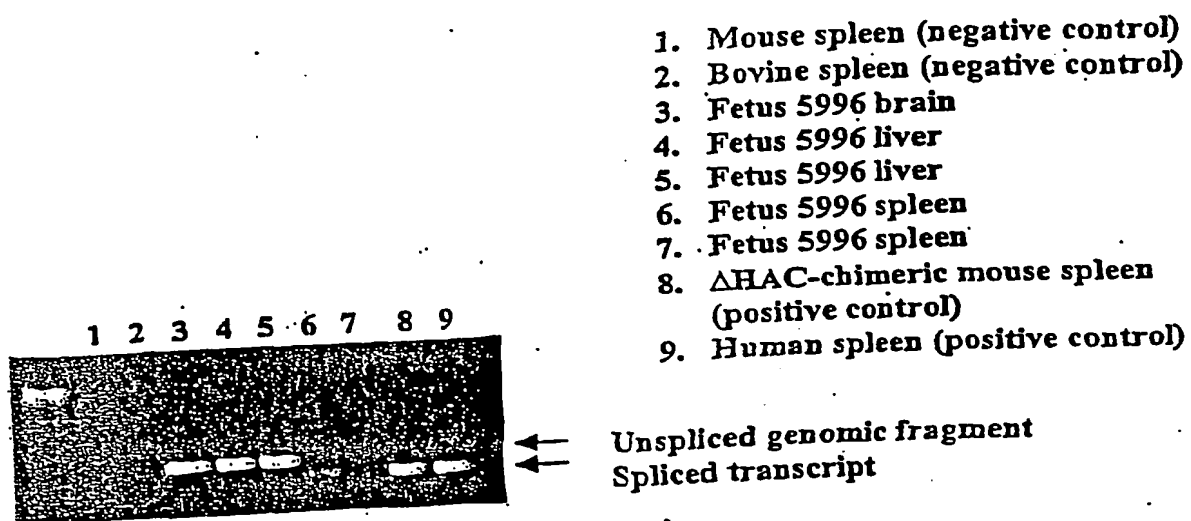 1. Mouse spleen (negative control)
2. Bovine spleen (negative control)
3. Fetus 5996 brain
4. Fetus 5996 liver
5. Fetus 5996 liver
6. Fetus 5996 spleen
7. Fetus 5996 spleen
8. ΔHAC-chimeric mouse spleen
(positive control)
9. Human spleen (positive control)
1 2 3 4 5 6 7 8 9
Unspliced genomic fragment
Spliced transcript